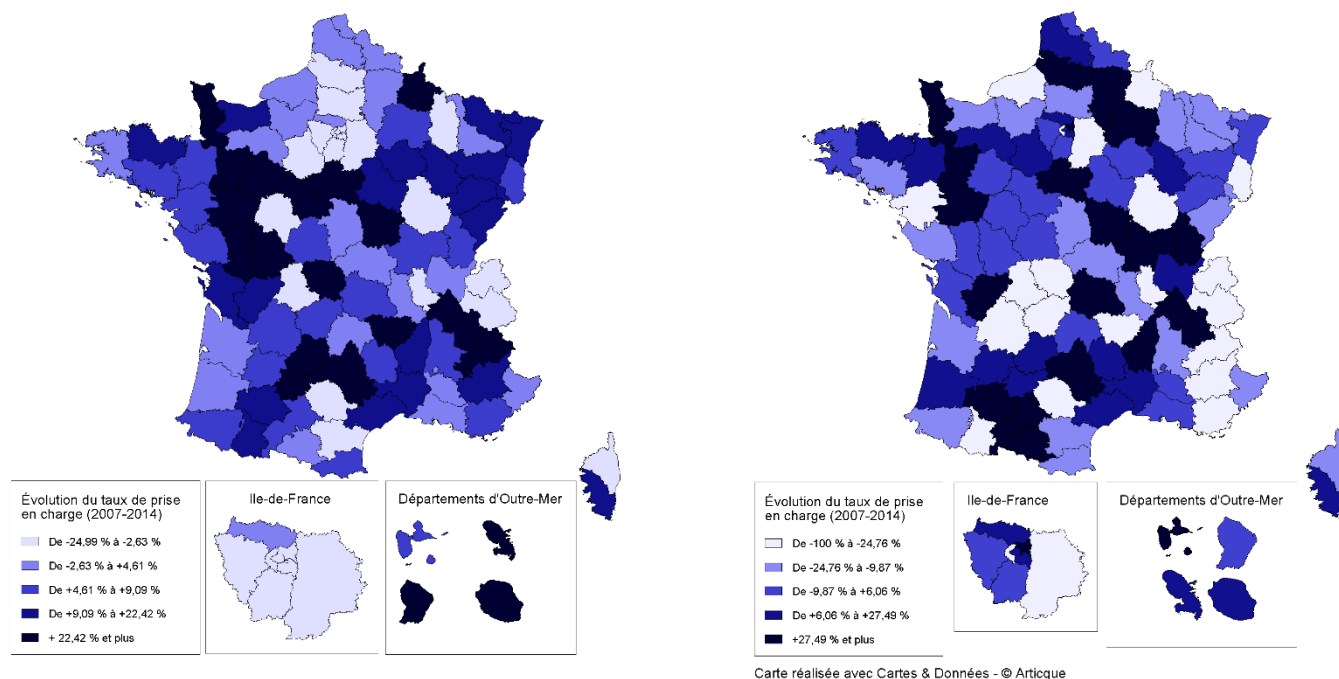 Évolution du taux de prise
en charge (2007-2014)
De -24,99 % à -2,63 %
De -2,63 % à +4,61 %
De +4,61 % à +9,09 %
De +9,09 % à +22,42 %
+ 22,42 % et plus
Ile-de-France
Départements d'Outre-Mer
Évolution du taux de prise
en charge (2007-2014)
De -100 % à -24,76 %
De -24,76 % à -9,87 %
De -9,87 % à +6,06 %
De +6,06 % à +27,49 %
+27,49 % et plus
Ile-de-France
Départements d'Outre-Mer
Carte réalisée avec Cartes & Données - © Articque